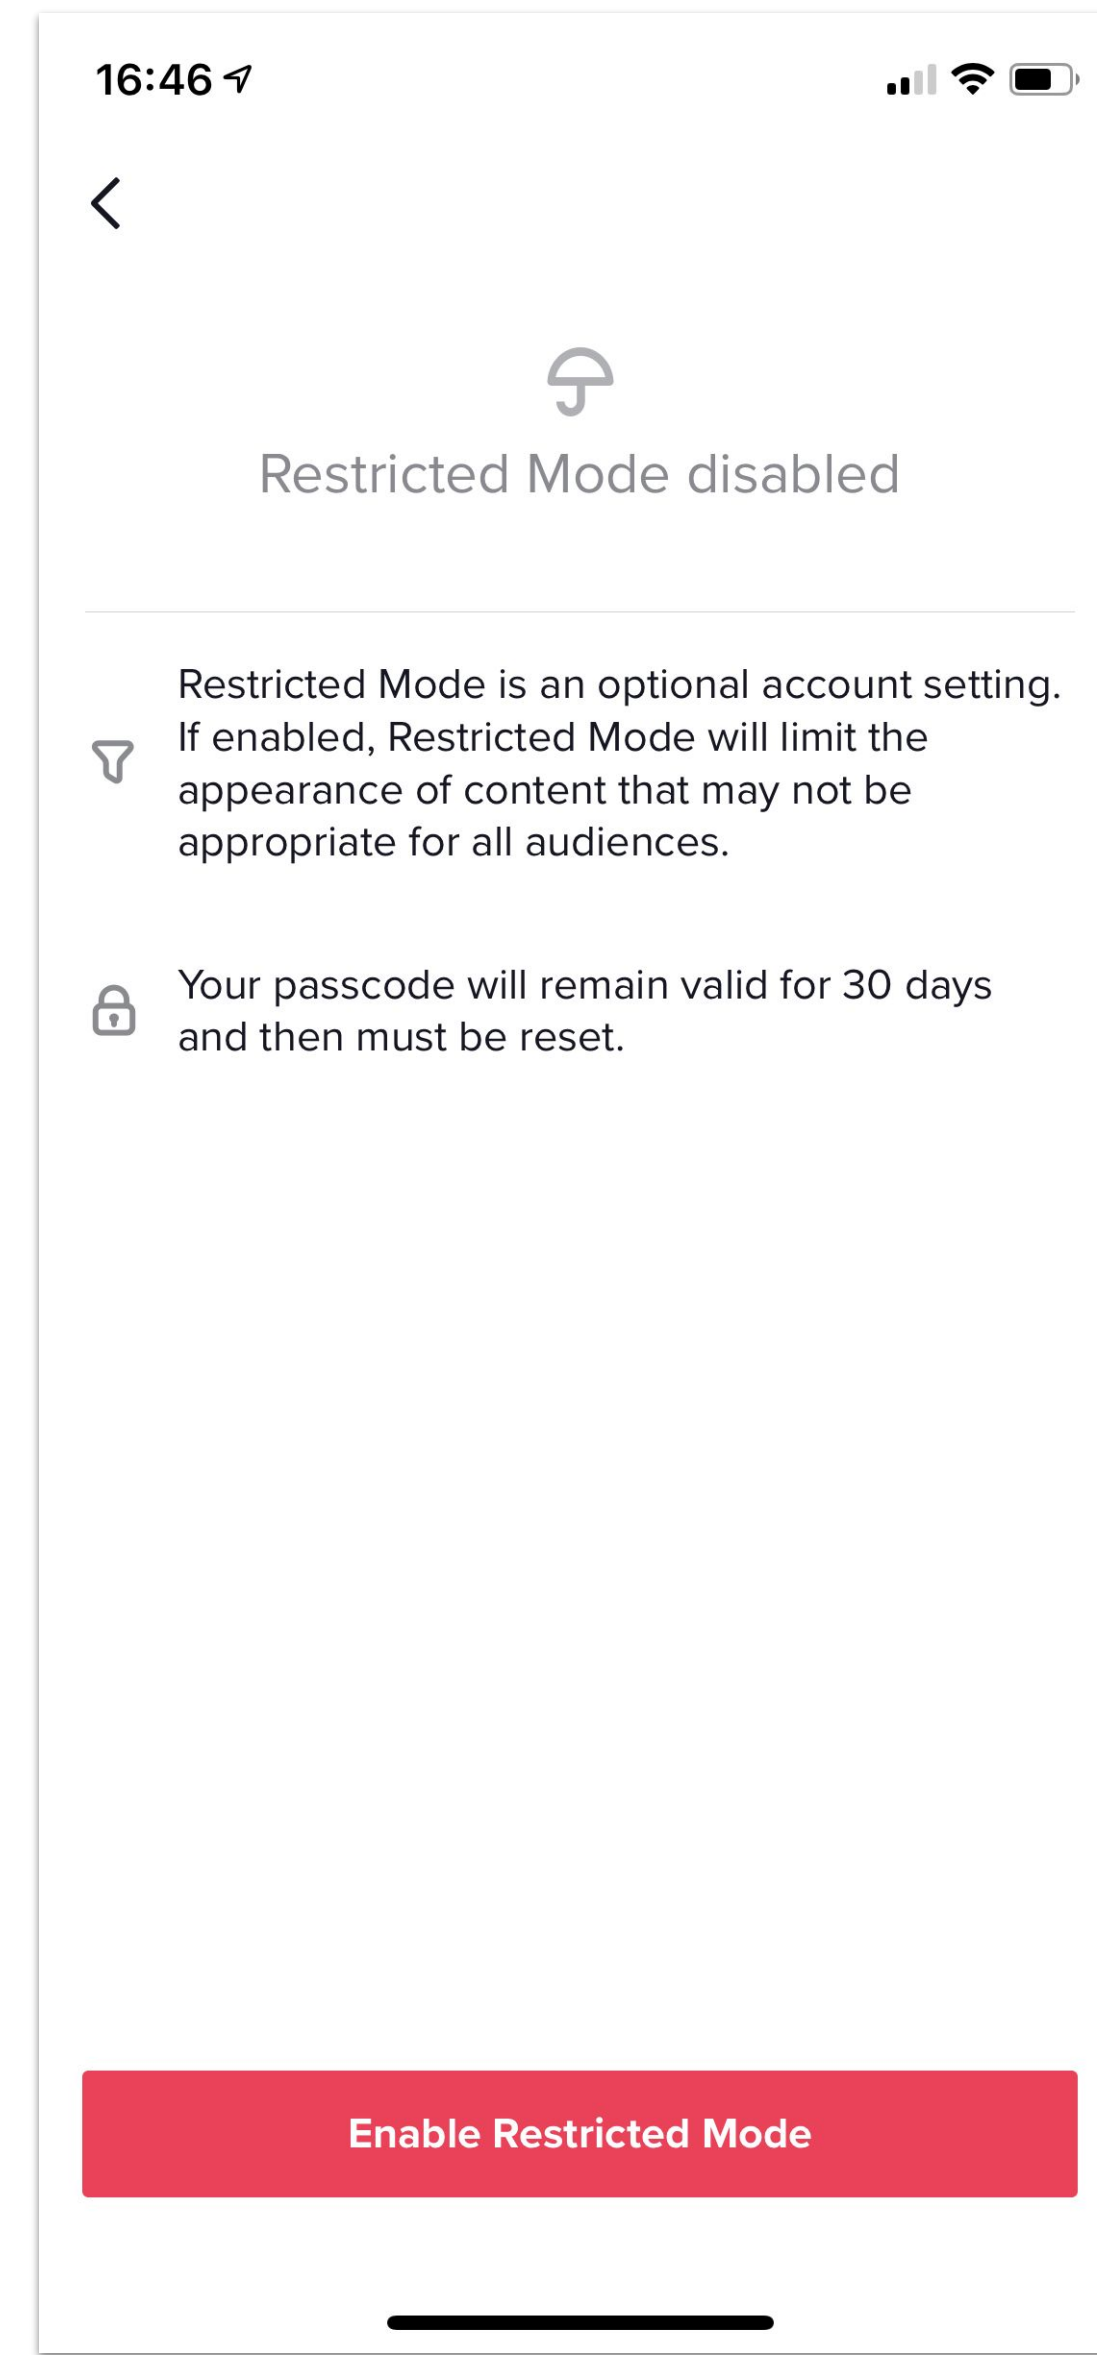 16:46
Restricted Mode disabled
Restricted Mode is an optional account setting.
If enabled, Restricted Mode will limit the
appearance of content that may not be
appropriate for all audiences.
Your passcode will remain valid for 30 days
and then must be reset.
Enable Restricted Mode